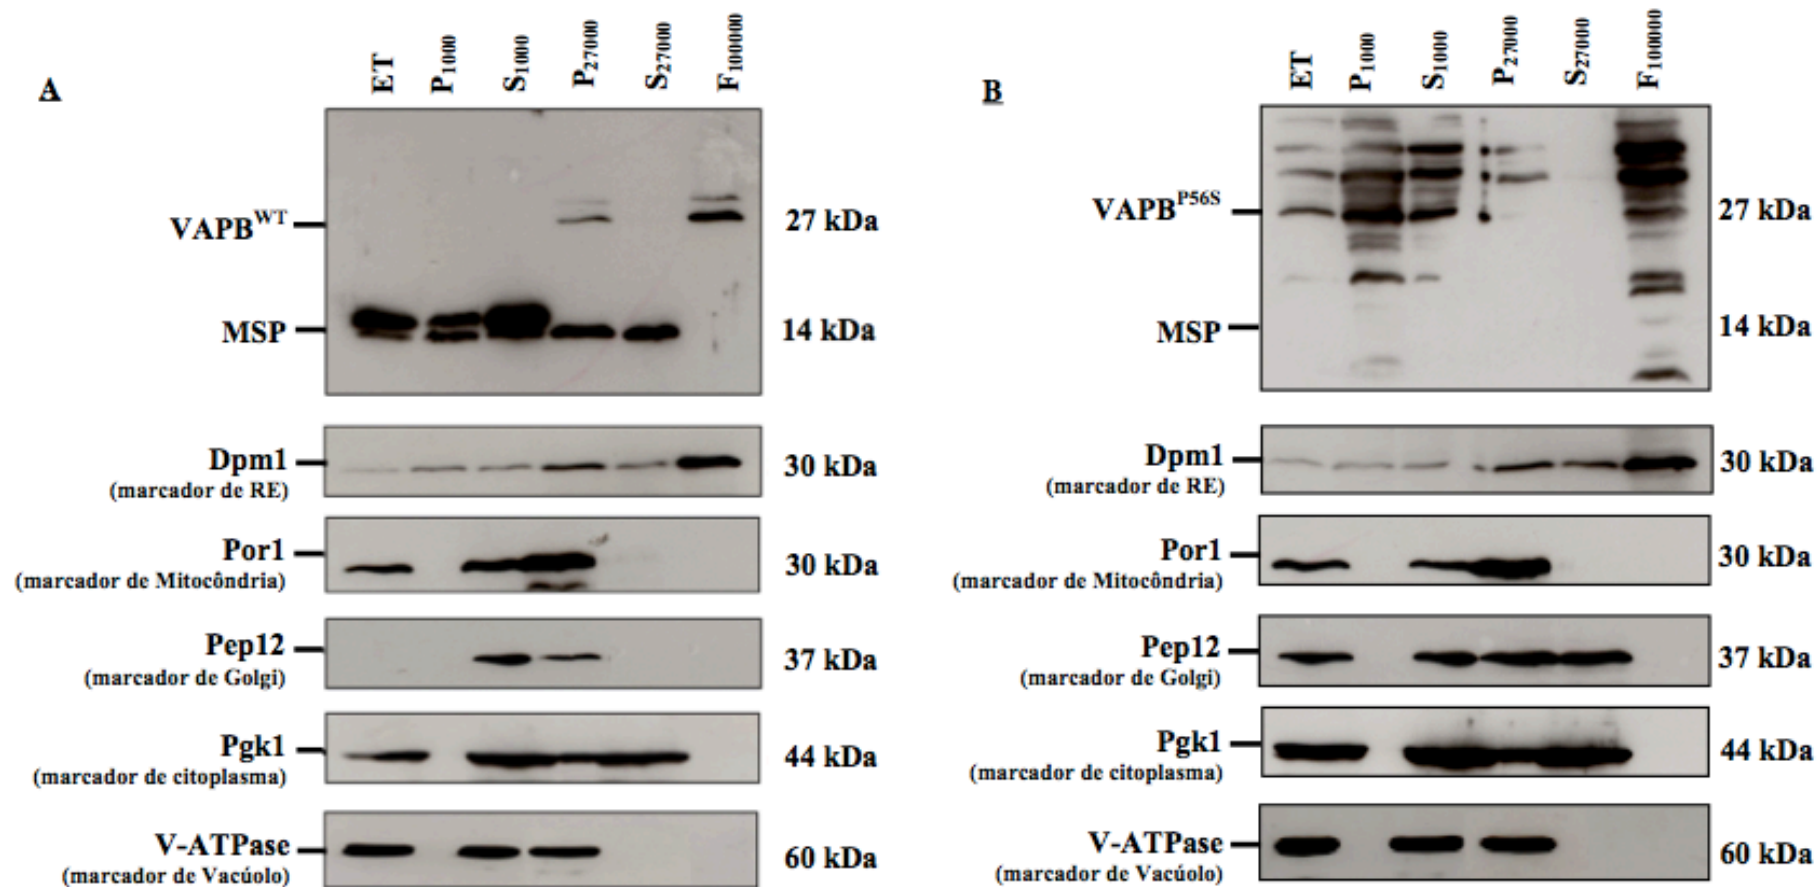 A
ET P1000 S1000 P27000 S27000 F100000
VAPB^WT 27 kDa
MSP 14 kDa
Dpm1 30 kDa
(marcador de RE)
Por1 30 kDa
(marcador de Mitocôndria)
Pep12 37 kDa
(marcador de Golgi)
Pgk1 44 kDa
(marcador de citoplasma)
V-ATPase 60 kDa
(marcador de Vacúolo)
B
ET P1000 S1000 P27000 S27000 F100000
VAPB^P56S 27 kDa
MSP 14 kDa
Dpm1 30 kDa
(marcador de RE)
Por1 30 kDa
(marcador de Mitocôndria)
Pep12 37 kDa
(marcador de Golgi)
Pgk1 44 kDa
(marcador de citoplasma)
V-ATPase 60 kDa
(marcador de Vacúolo)